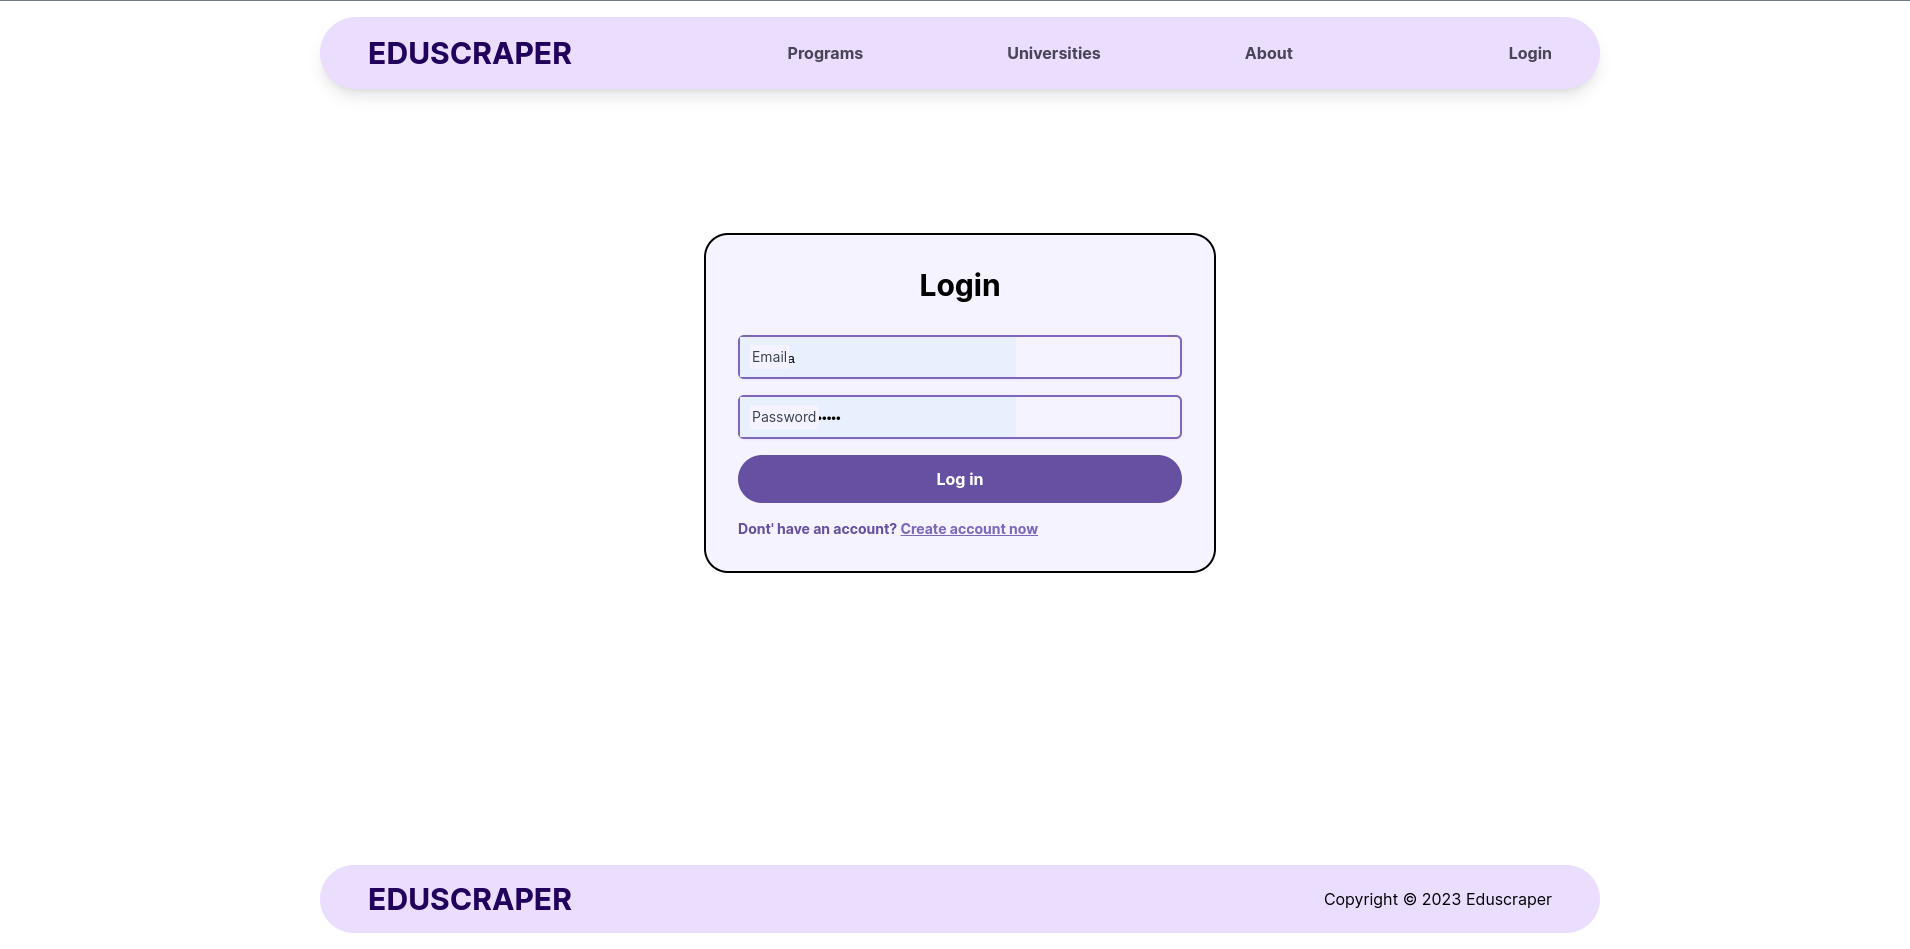 EDUSCRAPER Programs Universities About Login
Login
Email a
Password •••••
Log in
Dont' have an account? Create account now
EDUSCRAPER Copyright © 2023 Eduscraper